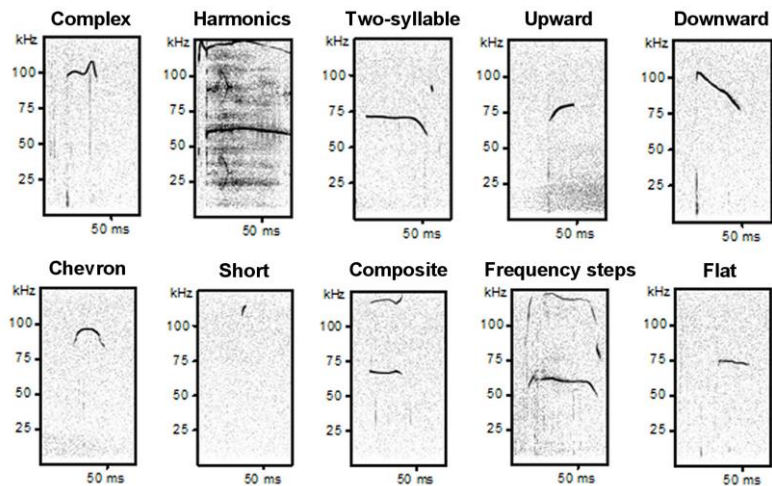 Complex Harmonics Two-syllable Upward Downward
kHz kHz kHz kHz kHz
100 100 100 100 100
75 75 75 75 75
50 50 50 50 50
25 25 25 25 25
50 ms 50 ms 50 ms 50 ms 50 ms
Chevron Short Composite Frequency steps Flat
kHz kHz kHz kHz kHz
100 100 100 100 100
75 75 75 75 75
50 50 50 50 50
25 25 25 25 25
50 ms 50 ms 50 ms 50 ms 50 ms